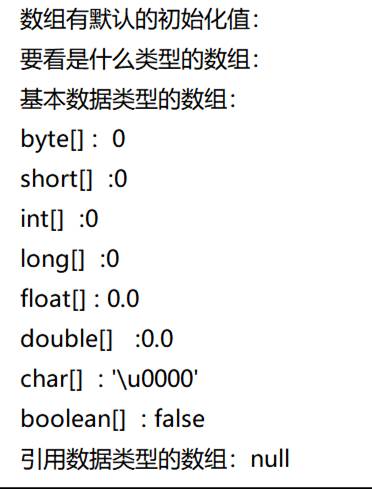 数组有默认的初始化值：
要看是什么类型的数组：
基本数据类型的数组：
byte[] :  0
short[]  :0
int[]  :0
long[]  :0
float[] : 0.0
double[]   :0.0
char[]  : '\u0000'
boolean[]  : false
引用数据类型的数组：null